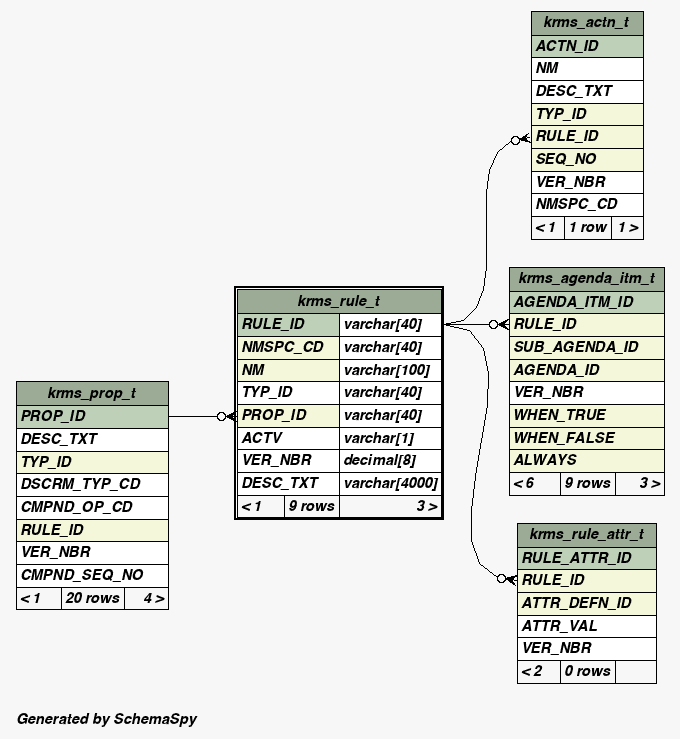 krms_actn_t
ACTN_ID
NM
DESC_TXT
TYP_ID
RULE_ID
SEQ_NO
VER_NBR
NMSPC_CD
< 1 1 row 1 >
krms_agenda_itm_t
AGENDA_ITM_ID
RULE_ID
SUB_AGENDA_ID
AGENDA_ID
VER_NBR
WHEN_TRUE
WHEN_FALSE
ALWAYS
< 6 9 rows 3 >
krms_rule_t
RULE_ID varchar[40]
NMSPC_CD varchar[40]
NM varchar[100]
TYP_ID varchar[40]
PROP_ID varchar[40]
ACTV varchar[1]
VER_NBR decimal[8]
DESC_TXT varchar[4000]
< 1 9 rows 3 >
krms_prop_t
PROP_ID
DESC_TXT
TYP_ID
DSCRM_TYP_CD
CMPND_OP_CD
RULE_ID
VER_NBR
CMPND_SEQ_NO
< 1 20 rows 4 >
krms_rule_attr_t
RULE_ATTR_ID
RULE_ID
ATTR_DEFN_ID
ATTR_VAL
VER_NBR
< 2 0 rows
Generated by SchemaSpy